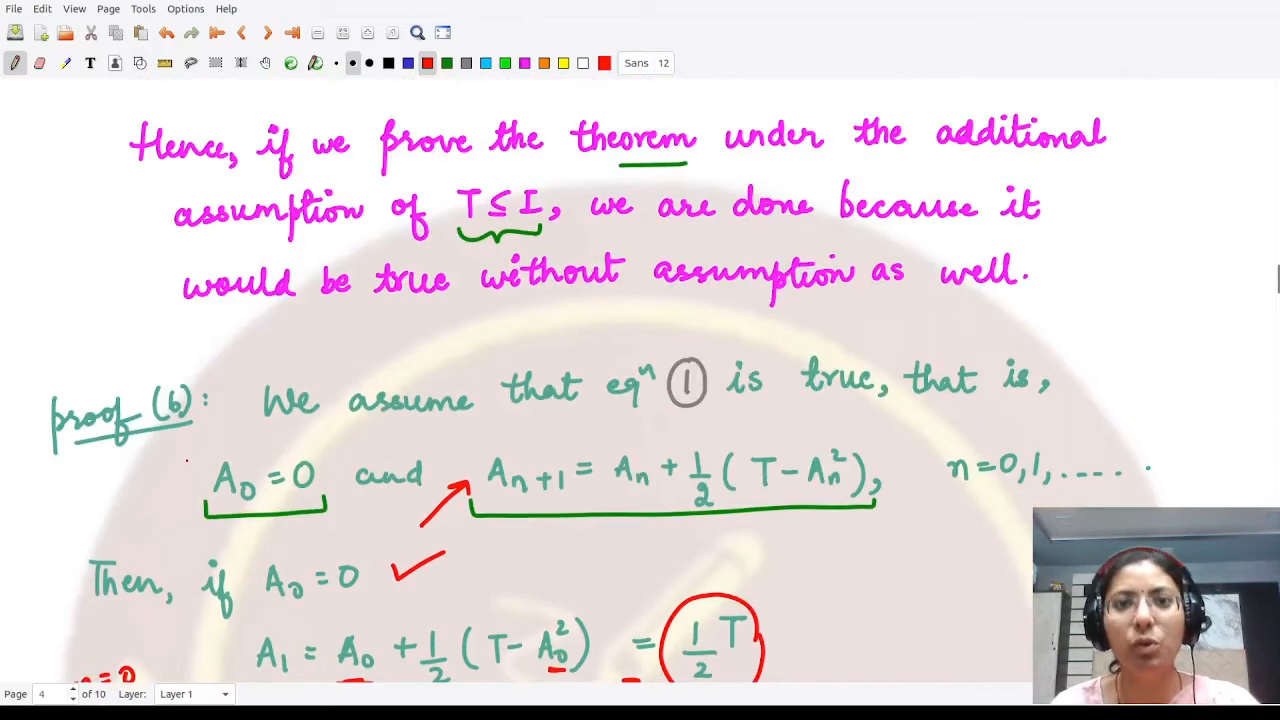 File Edit View Page Tools Options Help
Sans 12
Hence, if we prove the theorem under the additional
assumption of T ≤ I, we are done because it
would be true without assumption as well.
proof (b): We assume that eqⁿ ① is true, that is,
A₀ = 0 and Aₙ₊₁ = Aₙ + 1/2 ( T − Aₙ² ), n = 0, 1, .....
Then, if A₀ = 0
A₁ = A₀ + 1/2 ( T − A₀² ) = 1/2 T
n = 0
Page 4 of 10 Layer: Layer 1